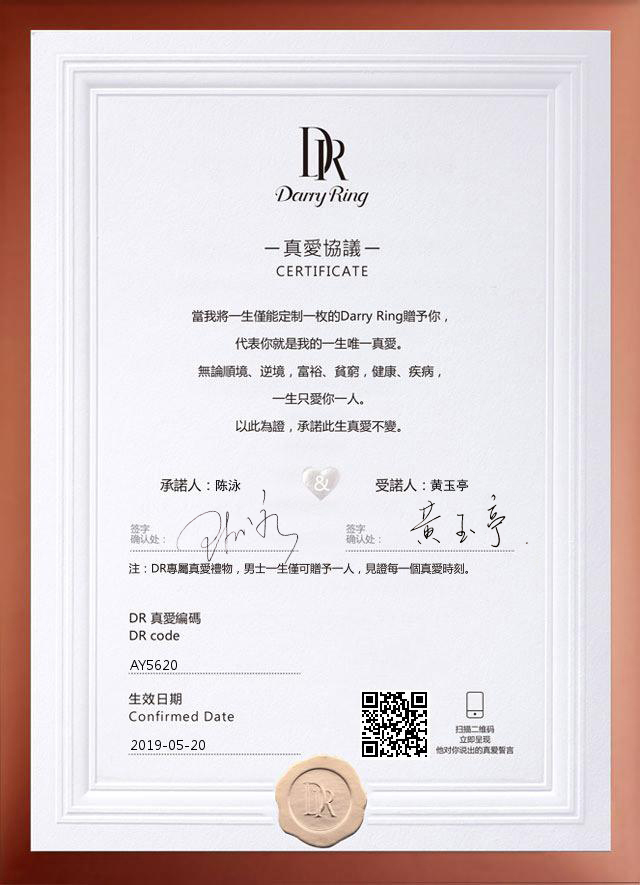 DR
Darry Ring
一真愛協議一
CERTIFICATE
當我將一生僅能定制一枚的Darry Ring贈予你，
代表你就是我的一生唯一真愛。
無論順境、逆境，富裕、貧窮，健康、疾病，
一生只愛你一人。
以此為證，承諾此生真愛不變。
承諾人：陈泳 & 受諾人：黄玉亭
签字
确认处： 陈泳
签字
确认处： 黄玉亭
注：DR專屬真愛禮物，男士一生僅可贈予一人，見證每一個真愛時刻。
DR 真愛編碼
DR code
AY5620
生效日期
Confirmed Date
2019-05-20
扫描二维码
立即呈现
他对你说出的真爱誓言
DR